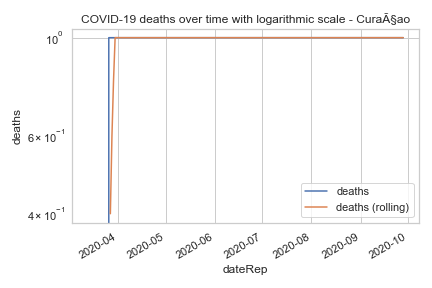 COVID-19 deaths over time with logarithmic scale - CuraÃ§ao
10⁰
6 × 10⁻¹
4 × 10⁻¹
deaths
deaths
deaths (rolling)
2020-04 2020-05 2020-06 2020-07 2020-08 2020-09 2020-10
dateRep